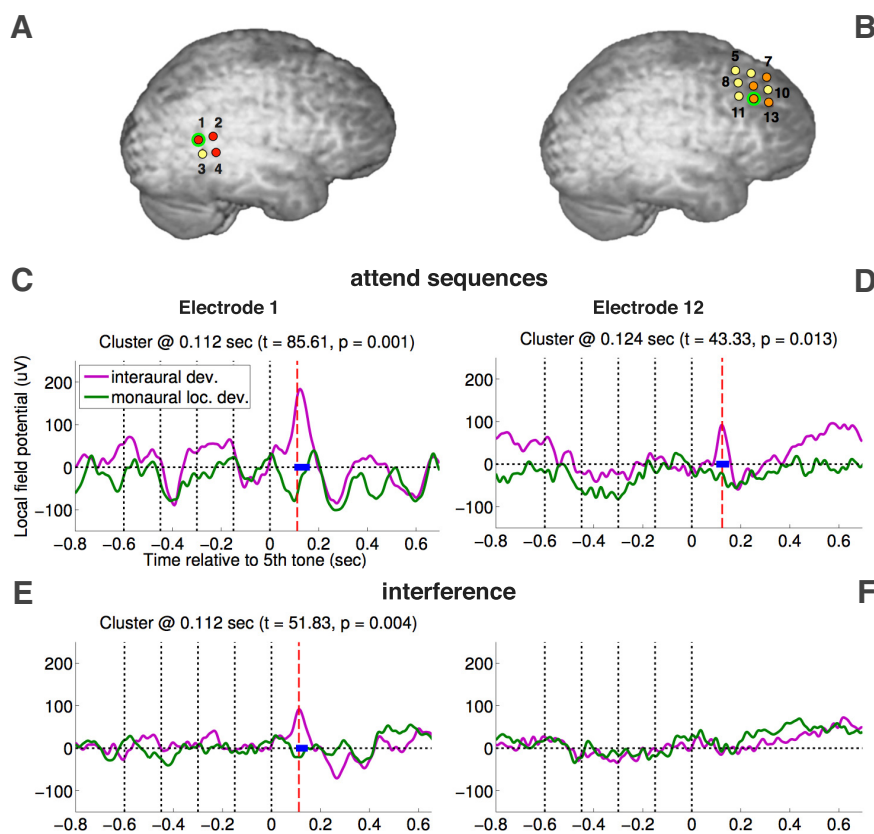 A
B
1 2
3 4
5 7
8 10
11 13
C
attend sequences
D
Electrode 1
Electrode 12
Cluster @ 0.112 sec (t = 85.61, p = 0.001)
Cluster @ 0.124 sec (t = 43.33, p = 0.013)
Local field potential (uV)
interaural dev.
monaural loc. dev.
200
100
0
−100
−0.8 −0.6 −0.4 −0.2 0 0.2 0.4 0.6
Time relative to 5th tone (sec)
200
100
0
−100
−0.8 −0.6 −0.4 −0.2 0 0.2 0.4 0.6
E
interference
F
Cluster @ 0.112 sec (t = 51.83, p = 0.004)
200
100
0
−100
−0.8 −0.6 −0.4 −0.2 0 0.2 0.4 0.6
200
100
0
−100
−0.8 −0.6 −0.4 −0.2 0 0.2 0.4 0.6